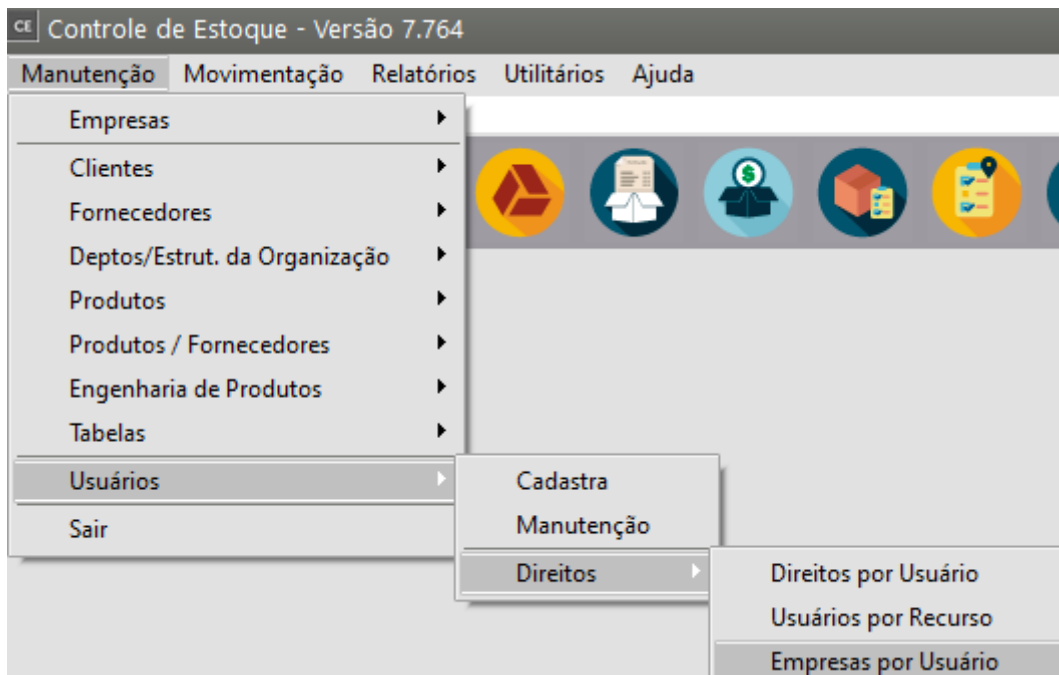 CE Controle de Estoque - Versão 7.764
Manutenção Movimentação Relatórios Utilitários Ajuda
Empresas
Clientes
Fornecedores
Deptos/Estrut. da Organização
Produtos
Produtos / Fornecedores
Engenharia de Produtos
Tabelas
Usuários
Sair
Cadastra
Manutenção
Direitos
Direitos por Usuário
Usuários por Recurso
Empresas por Usuário